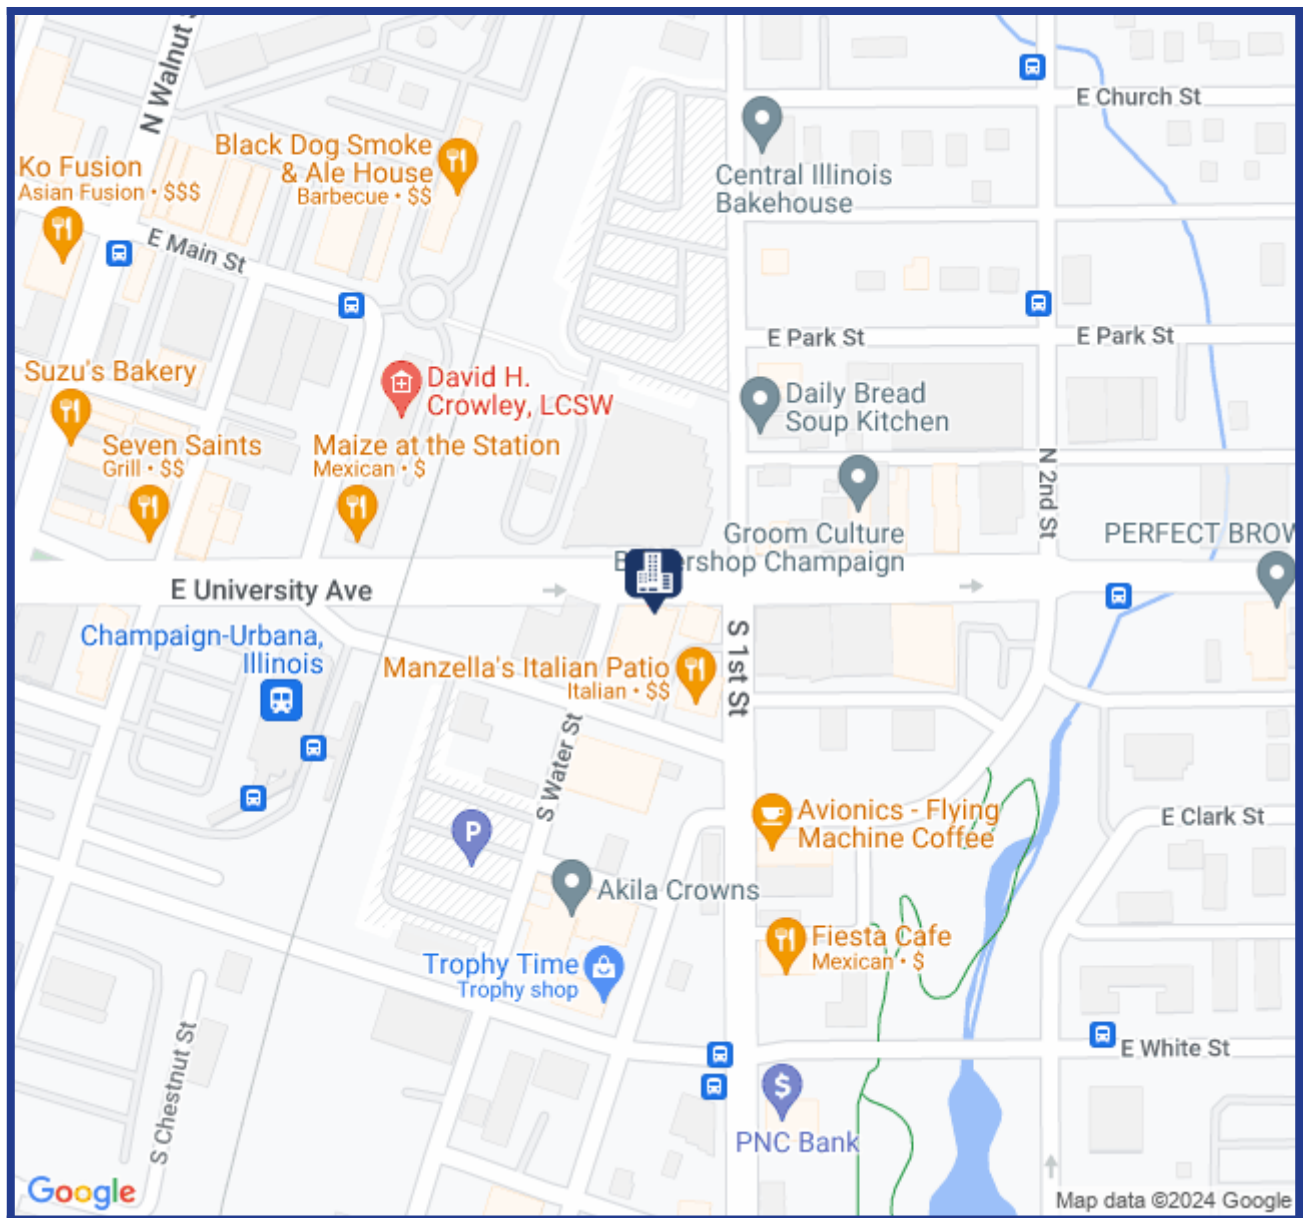 N Walnut
E Church St
Black Dog Smoke
& Ale House
Barbecue • $$
Ko Fusion
Asian Fusion • $$$
Central Illinois
Bakehouse
E Main St
E Park St
E Park St
Suzu's Bakery
David H.
Crowley, LCSW
Daily Bread
Soup Kitchen
Seven Saints
Grill • $$
Maize at the Station
Mexican • $
N 2nd St
Groom Culture
B ershop Champaign
PERFECT BROW
E University Ave
Champaign-Urbana,
Illinois
Manzella's Italian Patio
Italian • $$
S 1st St
S Water St
Avionics - Flying
Machine Coffee
E Clark St
P
Akila Crowns
Fiesta Cafe
Mexican • $
Trophy Time
Trophy shop
S Chestnut St
E White St
$
PNC Bank
Google
Map data ©2024 Google